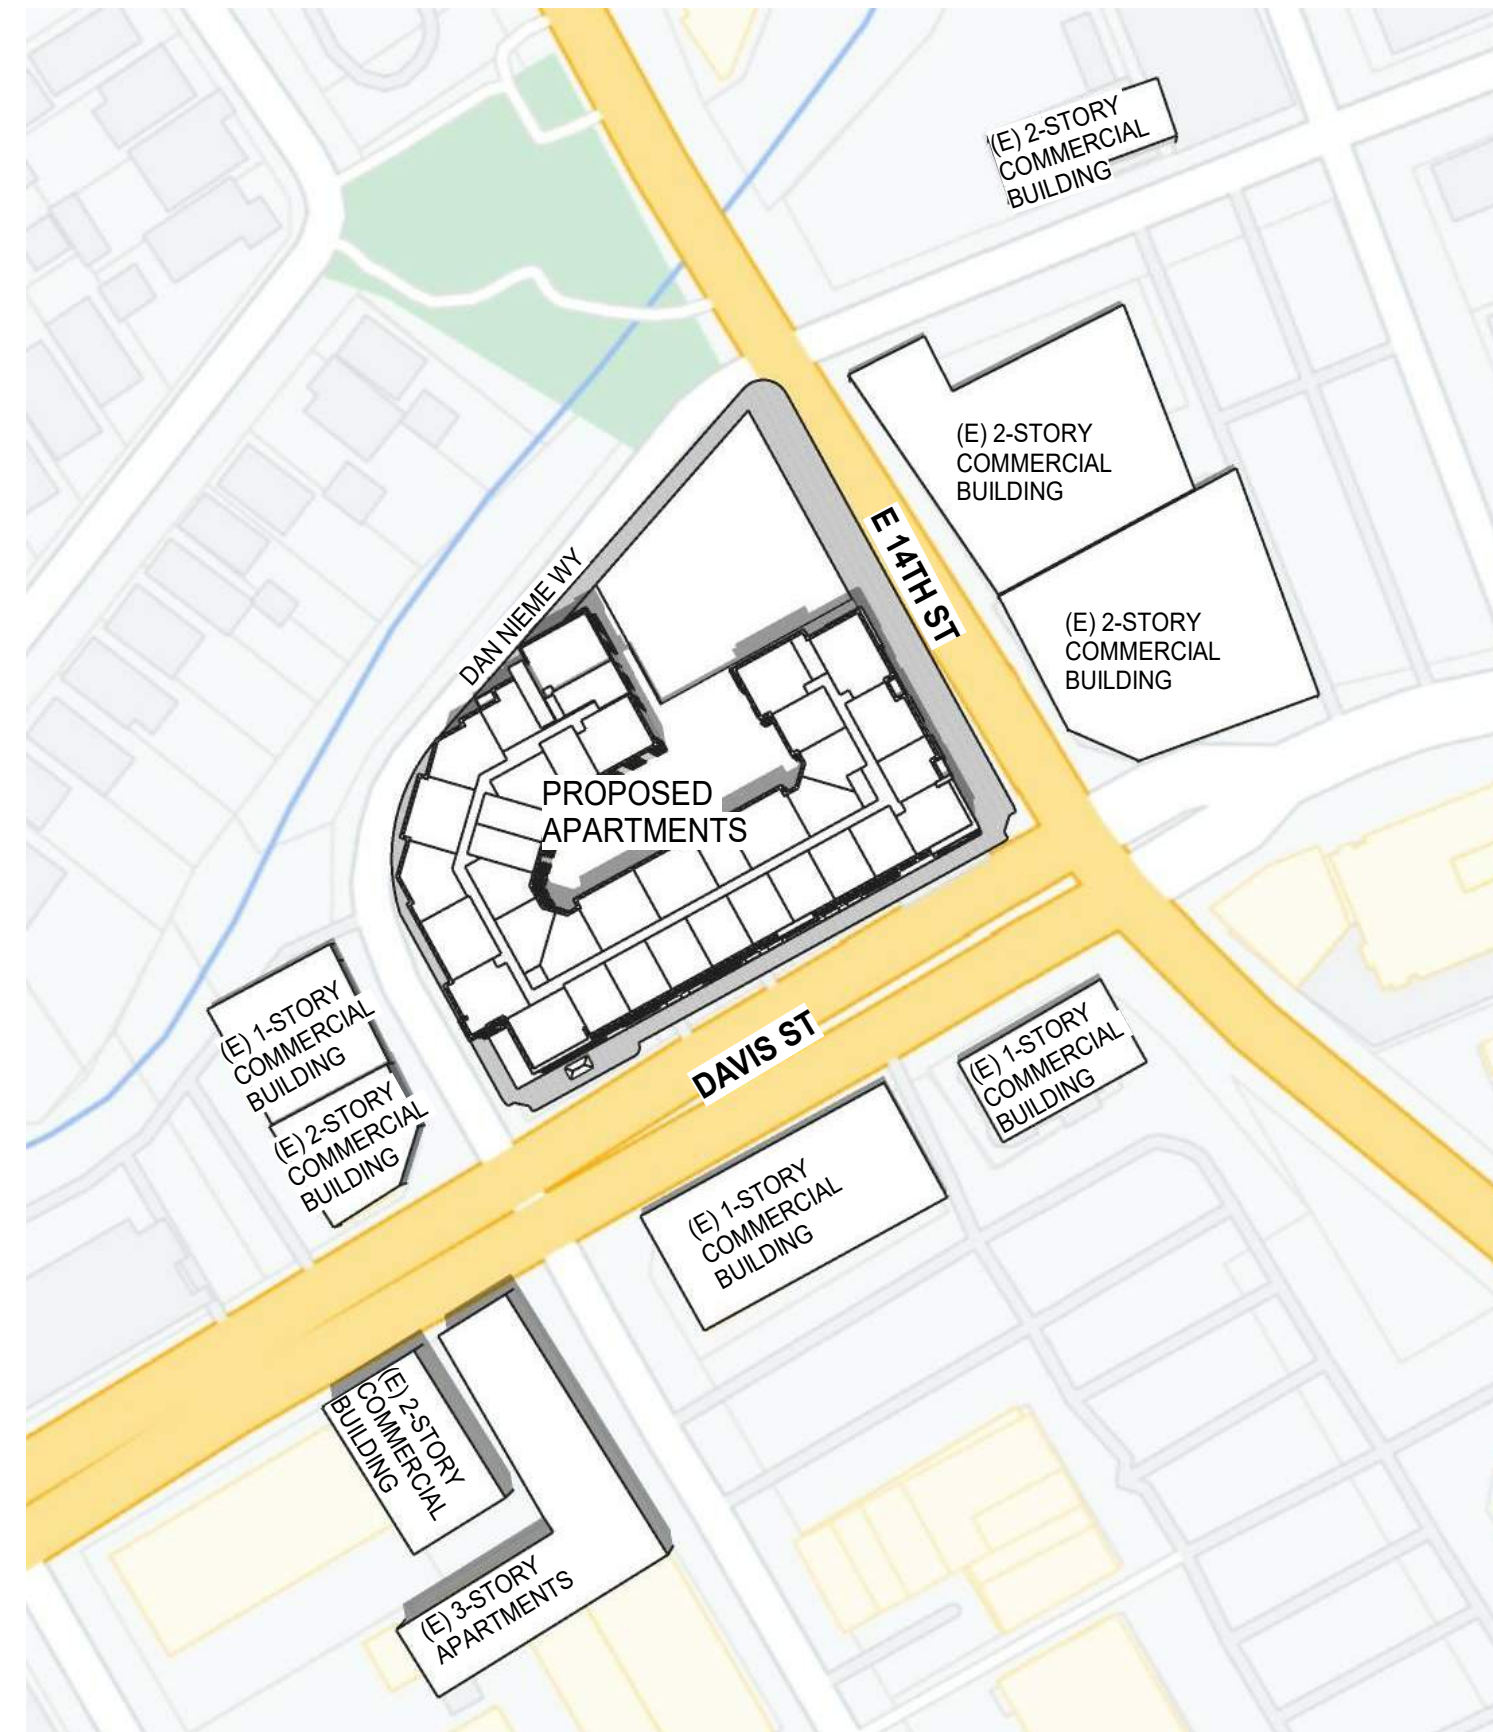 (E) 2-STORY
COMMERCIAL
BUILDING
(E) 2-STORY
COMMERCIAL
BUILDING
E 14TH ST
DAN NIEME WY
(E) 2-STORY
COMMERCIAL
BUILDING
PROPOSED
APARTMENTS
(E) 1-STORY
COMMERCIAL
BUILDING
(E) 2-STORY
COMMERCIAL
BUILDING
DAVIS ST
(E) 1-STORY
COMMERCIAL
BUILDING
(E) 1-STORY
COMMERCIAL
BUILDING
(E) 2-STORY
COMMERCIAL
BUILDING
(E) 3-STORY
APARTMENTS